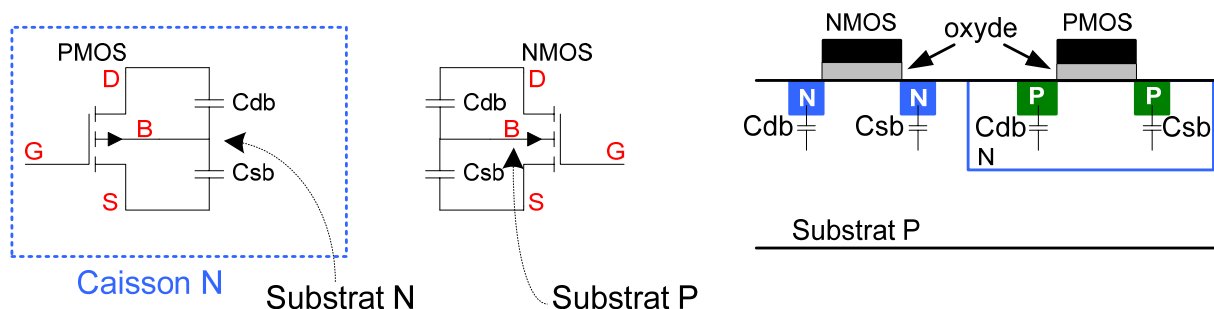 PMOS
D
Cdb
B
G
Csb
S
Caisson N
Substrat N
NMOS
D
Cdb
B
G
Csb
S
Substrat P
NMOS
oxyde
PMOS
N
N
P
P
Cdb
Csb
Cdb
Csb
N
Substrat P